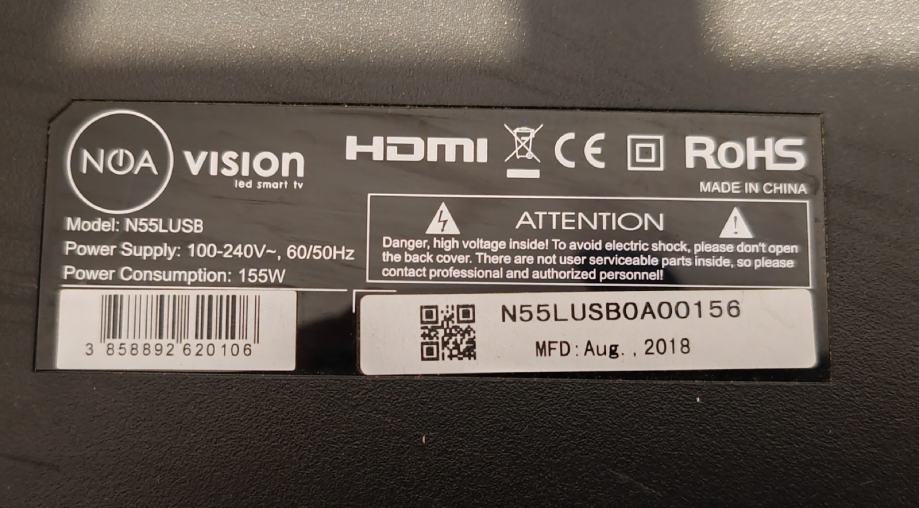 NOA VISION
led smart tv
HDMI CE RoHS
MADE IN CHINA
Model: N55LUSB
Power Supply: 100-240V~, 60/50Hz
Power Consumption: 155W
ATTENTION
Danger, high voltage inside! To avoid electric shock, please don't open
the back cover. There are not user serviceable parts inside, so please
contact professional and authorized personnel!
3 858892 620106
N55LUSB0A00156
MFD: Aug. , 2018